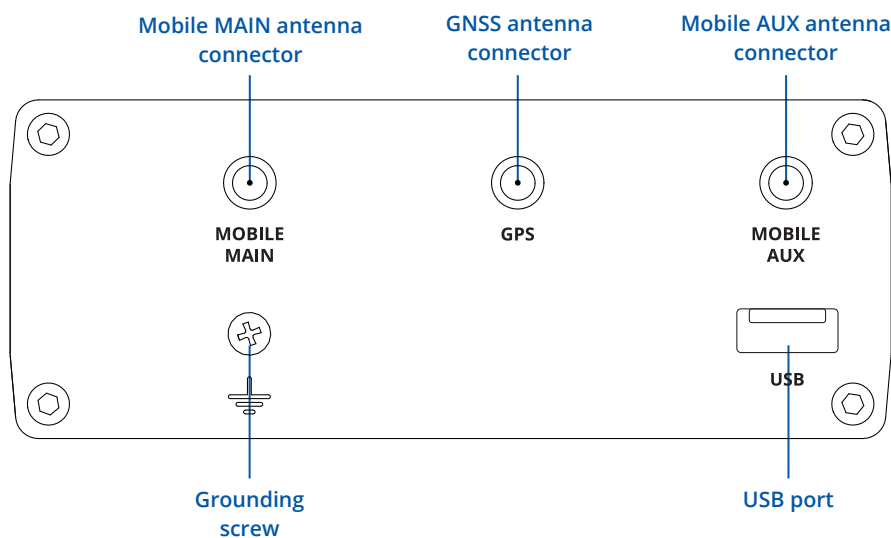 Mobile MAIN antenna
connector
GNSS antenna
connector
Mobile AUX antenna
connector
MOBILE
MAIN
GPS
MOBILE
AUX
USB
Grounding
screw
USB port